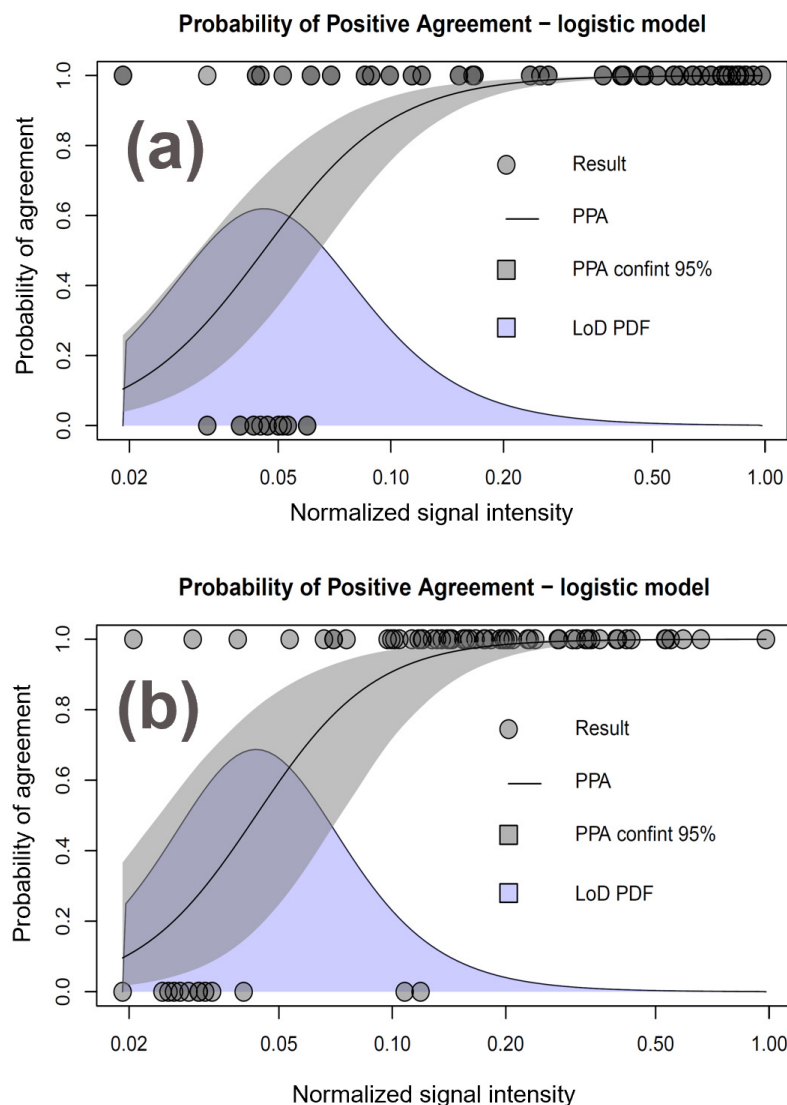 Probability of Positive Agreement − logistic model
1.0
0.8
0.6
0.4
0.2
0.0
Probability of agreement
(a)
Result
PPA
PPA confint 95%
LoD PDF
0.02 0.05 0.10 0.20 0.50 1.00
Normalized signal intensity
Probability of Positive Agreement − logistic model
1.0
0.8
0.6
0.4
0.2
0.0
Probability of agreement
(b)
Result
PPA
PPA confint 95%
LoD PDF
0.02 0.05 0.10 0.20 0.50 1.00
Normalized signal intensity